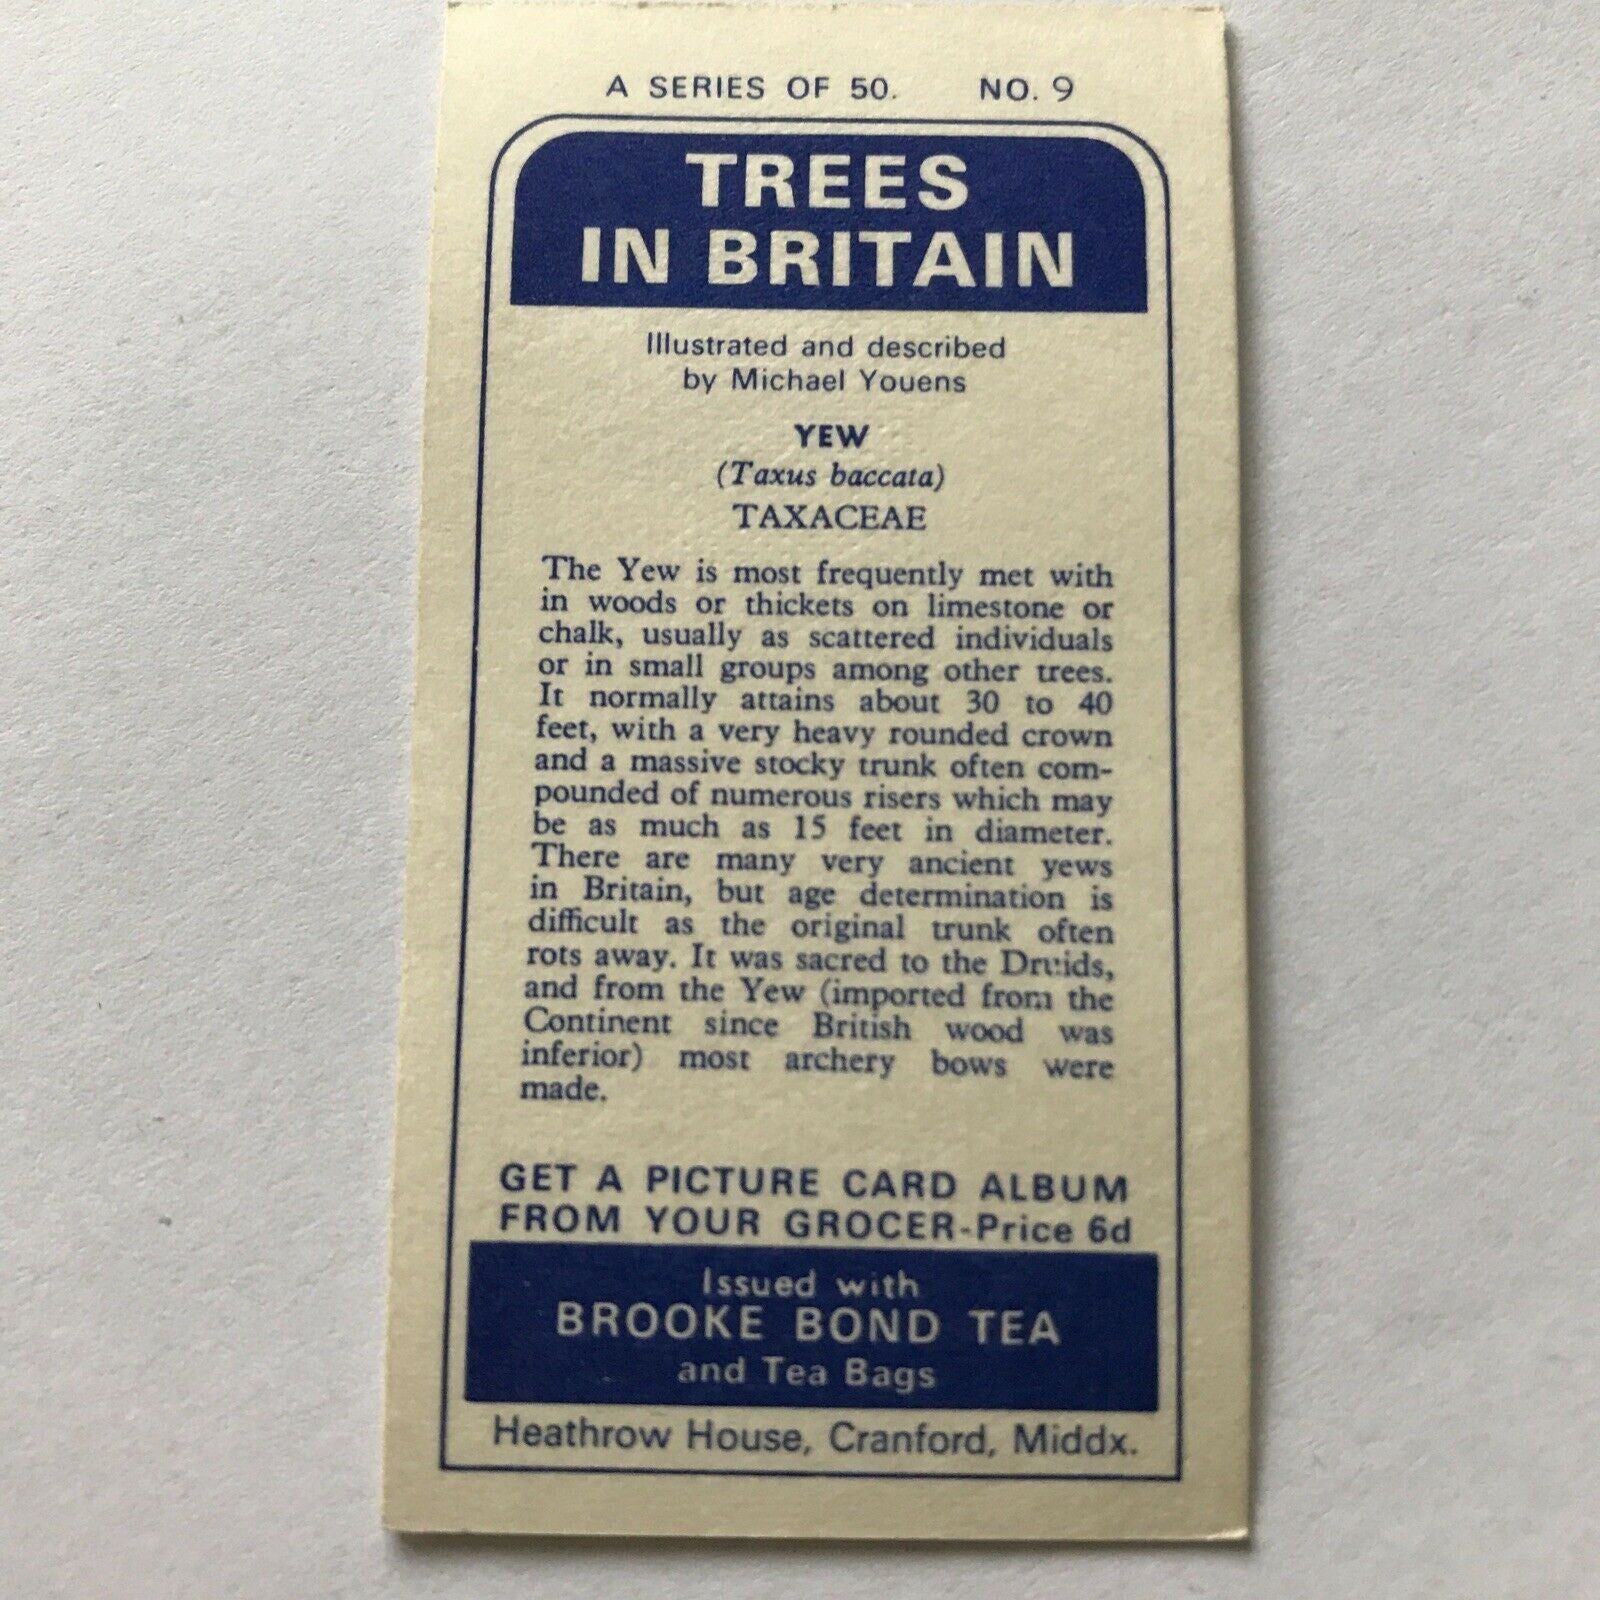 A SERIES OF 50. NO. 9
TREES
IN BRITAIN
Illustrated and described
by Michael Youens
YEW
(Taxus baccata)
TAXACEAE
The Yew is most frequently met with
in woods or thickets on limestone or
chalk, usually as scattered individuals
or in small groups among other trees.
It normally attains about 30 to 40
feet, with a very heavy rounded crown
and a massive stocky trunk often com-
pounded of numerous risers which may
be as much as 15 feet in diameter.
There are many very ancient yews
in Britain, but age determination is
difficult as the original trunk often
rots away. It was sacred to the Druids,
and from the Yew (imported from the
Continent since British wood was
inferior) most archery bows were
made.
GET A PICTURE CARD ALBUM
FROM YOUR GROCER-Price 6d
Issued with
BROOKE BOND TEA
and Tea Bags
Heathrow House, Cranford, Middx.